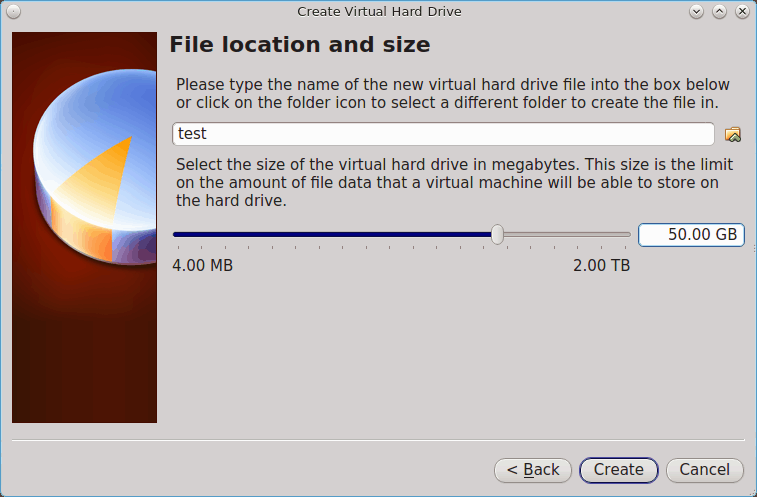 Create Virtual Hard Drive
File location and size
Please type the name of the new virtual hard drive file into the box below
or click on the folder icon to select a different folder to create the file in.
test
Select the size of the virtual hard drive in megabytes. This size is the limit
on the amount of file data that a virtual machine will be able to store on
the hard drive.
50.00 GB
4.00 MB 2.00 TB
< Back Create Cancel